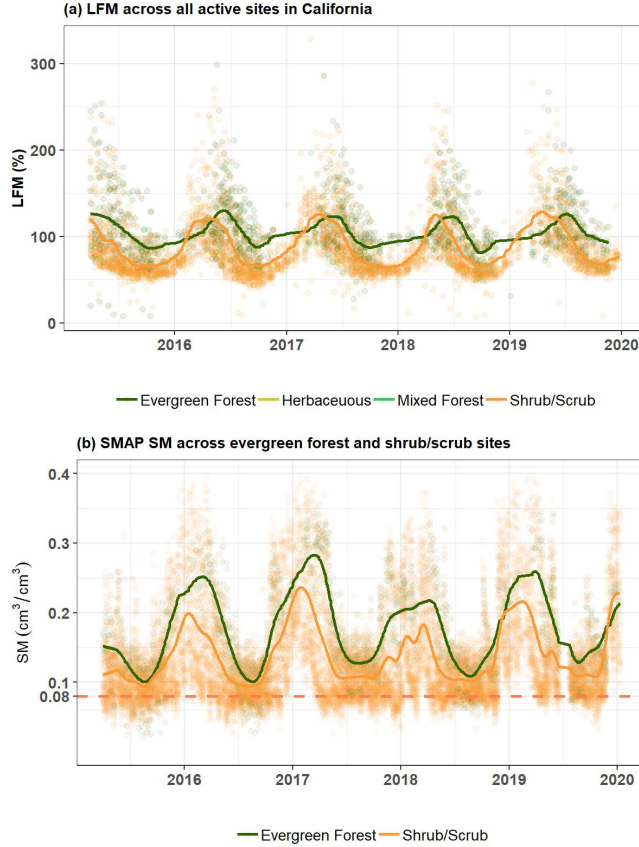 (a) LFM across all active sites in California
LFM (%)
300
200
100
0
2016 2017 2018 2019 2020
Evergreen Forest Herbaceuous Mixed Forest Shrub/Scrub
(b) SMAP SM across evergreen forest and shrub/scrub sites
SM (cm³/cm³)
0.4
0.3
0.2
0.1
0.08
2016 2017 2018 2019 2020
Evergreen Forest Shrub/Scrub